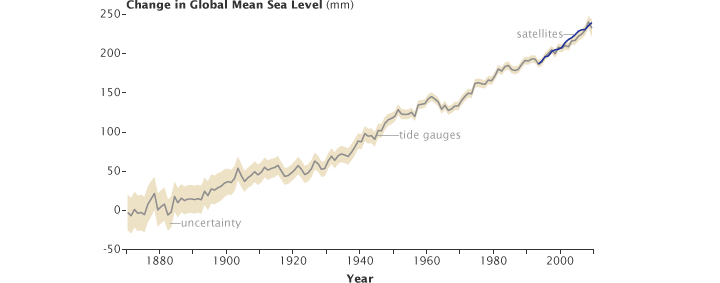 Change in Global Mean Sea Level (mm)
250
satellites
200
150
tide gauges
100
50
0
uncertainty
-50
1880 1900 1920 1940 1960 1980 2000
Year